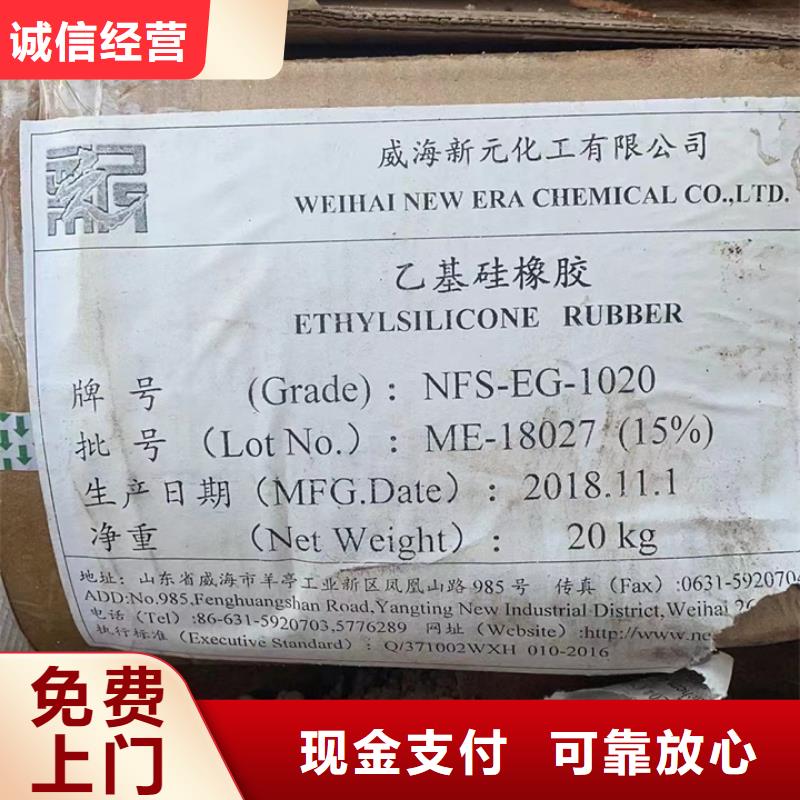 诚信经营
威海新元化工有限公司
WEIHAI NEW ERA CHEMICAL CO.,LTD.
乙基硅橡胶
ETHYLSILICONE RUBBER
牌 号 (Grade) : NFS-EG-1020
批 号 (Lot No.) : ME-18027 (15%)
生产日期 (MFG.Date) : 2018.11.1
净重 (Net Weight) : 20 kg
地址: 山东省威海市羊亭工业新区凤凰山路985号 传真 (Fax) :0631-592070
ADD:No.985,Fenghuangshan Road,Yangting New Industrial District,Weihai
电话 (Tel) :86-631-5920703,5776289 网址 (Website) :http://www.ne
执行标准 (Executive Standard) : Q/371002WXH 010-2016
免费
上门
现金支付 可靠放心